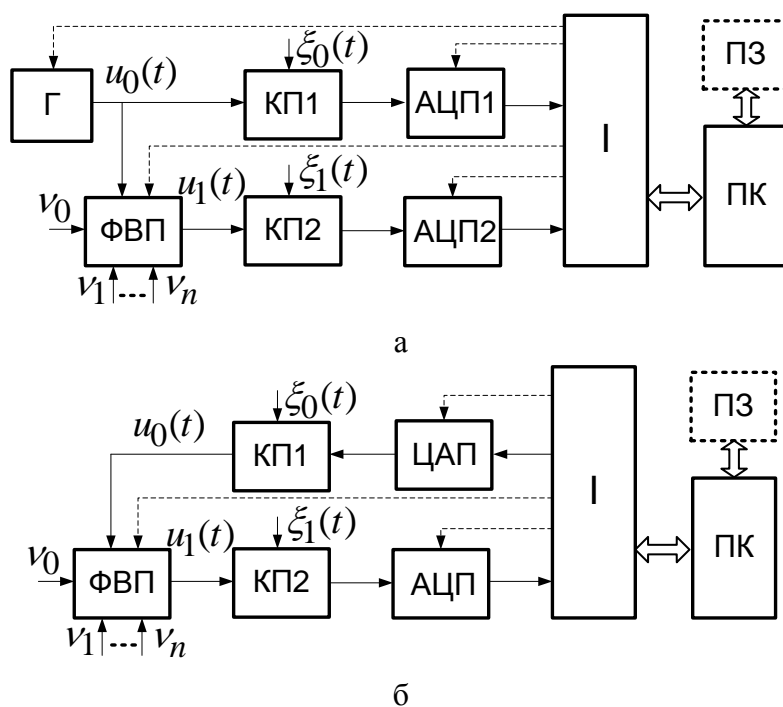 ξ₀(t)
ПЗ
u₀(t)
Г
КП1
АЦП1
I
ξ₁(t)
u₁(t)
ПК
ν₀
ФВП
КП2
АЦП2
ν₁ ... νₙ
а
ξ₀(t)
ПЗ
u₀(t)
КП1
ЦАП
I
ξ₁(t)
u₁(t)
ПК
ν₀
ФВП
КП2
АЦП
ν₁ ... νₙ
б